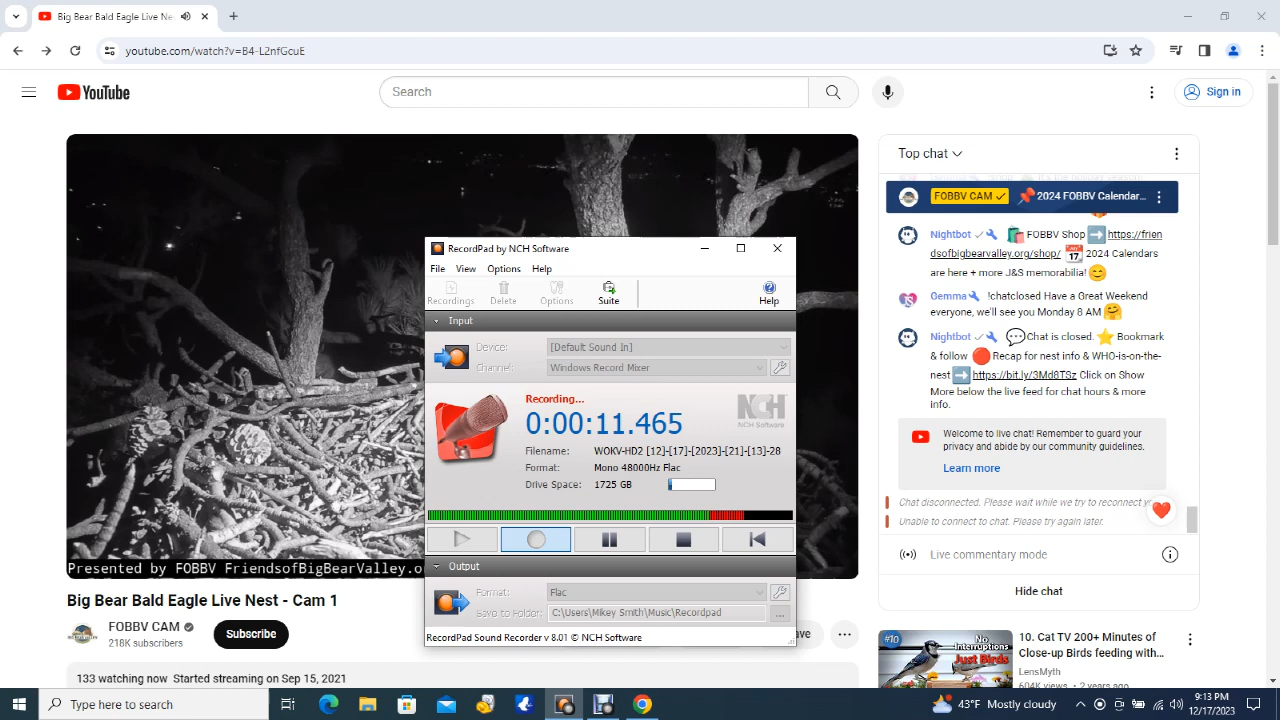 Big Bear Bald Eagle Live Ne
youtube.com/watch?v=B4-L2nfGcuE
YouTube
Search
Sign in
Top chat
FOBBV CAM 2024 FOBBV Calendar...
Nightbot FOBBV Shop https://frien
dsofbigbearvalley.org/shop/ 2024 Calendars
are here + more J&S memorabilia!
Gemma !chatclosed Have a Great Weekend
everyone, we'll see you Monday 8 AM
Nightbot Chat is closed. Bookmark
& follow Recap for nest info & WHO-is-on-the-
nest https://bit.ly/3Md8TSz Click on Show
More below the live feed for chat hours & more
info.
Welcome to live chat! Remember to guard your
privacy and abide by our community guidelines.
Learn more
Chat disconnected. Please wait while we try to reconnect
Unable to connect to chat. Please try again later.
Live commentary mode
Hide chat
RecordPad by NCH Software
File View Options Help
Recordings Delete Options Suite Help
Input
Device: [Default Sound In]
Channel: Windows Record Mixer
Recording...
0:00:11.465
NCH
NCH Software
Filename: WOKV-HD2 [12]-[17]-[2023]-[21]-[13]-28
Format: Mono 48000Hz Flac
Drive Space: 1725 GB
Output
Format: Flac
Save to Folder: C:\Users\Mikey Smith\Music\Recordpad
...
RecordPad Sound Recorder v 8.01 © NCH Software
Presented by FOBBV FriendsofBigBearValley.o
Big Bear Bald Eagle Live Nest - Cam 1
FOBBV CAM
218K subscribers
Subscribe
ave
133 watching now Started streaming on Sep 15, 2021
#10
No
Interruptions
Just Birds
10. Cat TV 200+ Minutes of
Close-up Birds feeding with...
LensMyth
604K views • 2 years ago
Type here to search
43°F Mostly cloudy
9:13 PM
12/17/2023